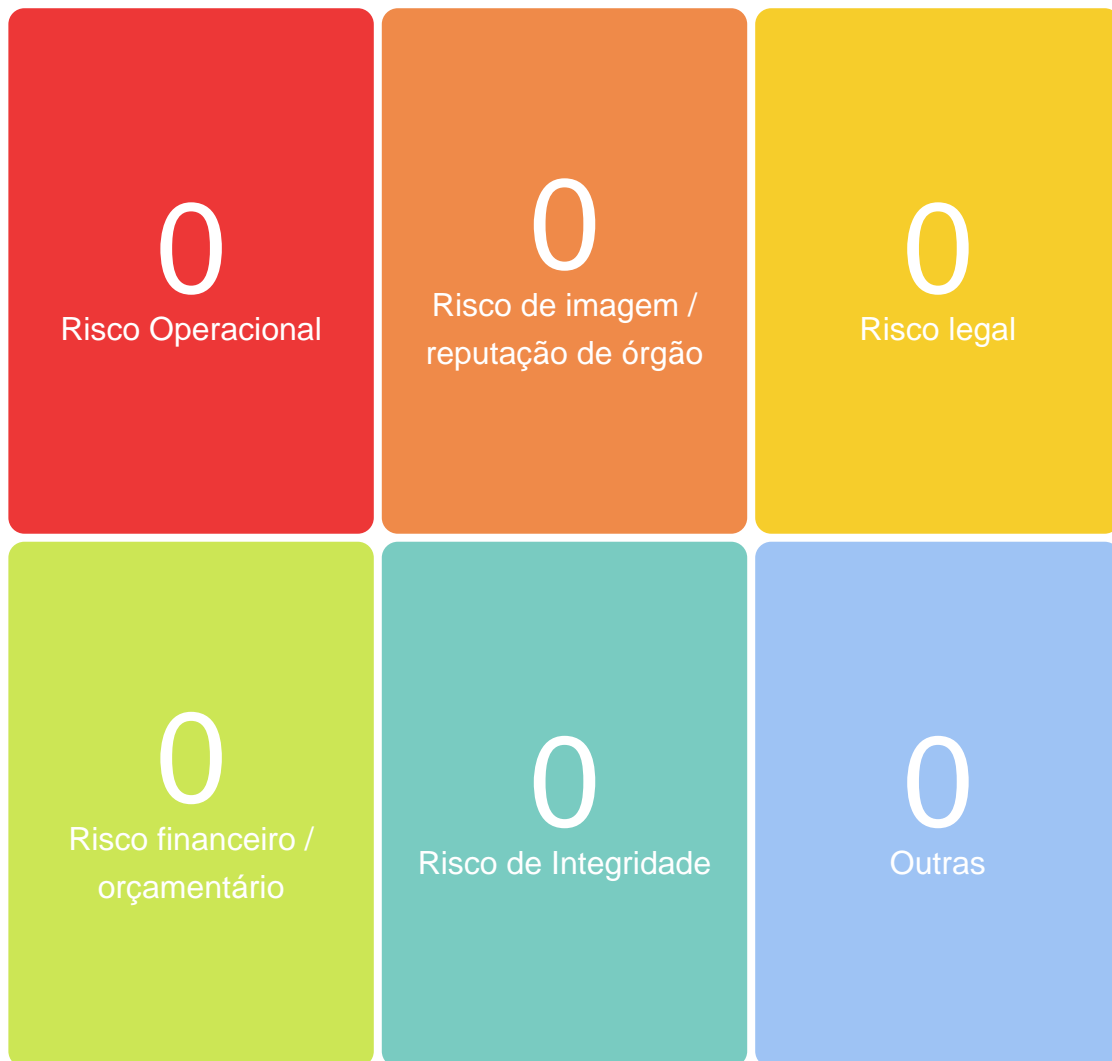 0
Risco Operacional
0
Risco de imagem /
reputação de órgão
0
Risco legal
0
Risco financeiro /
orçamentário
0
Risco de Integridade
0
Outras